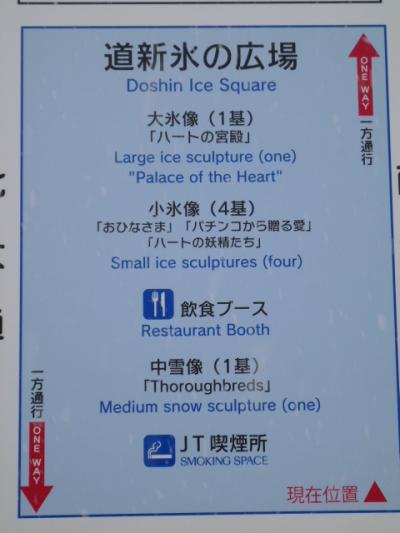 道新氷の広場
Doshin Ice Square
ONE WAY
一方通行
大氷像（1基）
「ハートの宮殿」
Large ice sculpture (one)
"Palace of the Heart"
小氷像（4基）
「おひなさま」「パチンコから贈る愛」
「ハートの妖精たち」
Small ice sculptures (four)
飲食ブース
Restaurant Booth
中雪像（1基）
「Thoroughbreds」
Medium snow sculpture (one)
一方通行
ONE WAY
JT喫煙所
SMOKING SPACE
現在位置